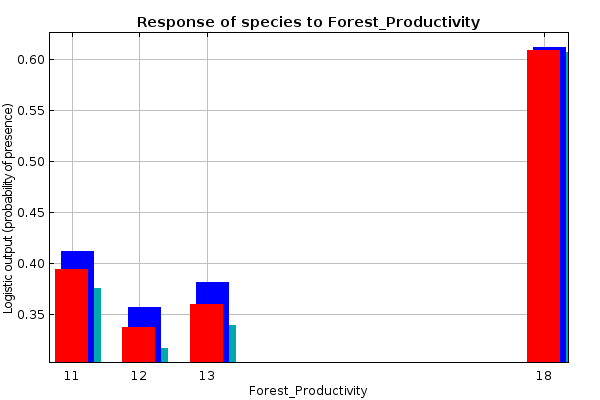 Response of species to Forest_Productivity
Logistic output (probability of presence)
0.60
0.55
0.50
0.45
0.40
0.35
11 12 13 18
Forest_Productivity